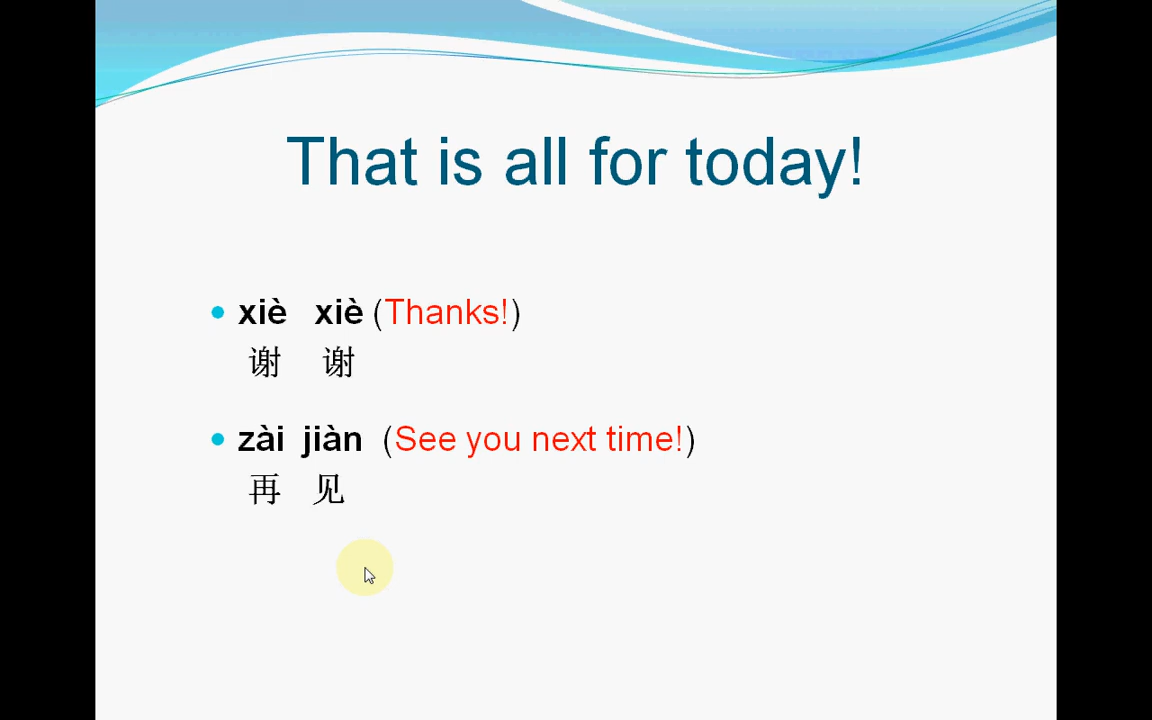 That is all for today!
• xiè xiè (Thanks!)
谢 谢
• zài jiàn (See you next time!)
再 见